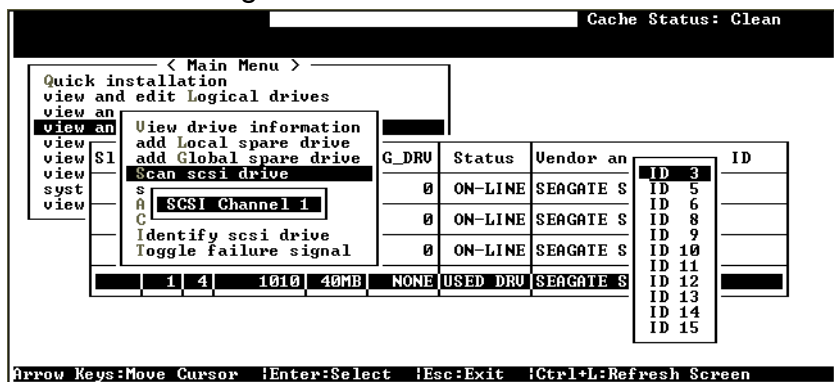 Cache Status: Clean
< Main Menu >
Quick installation
view and edit Logical drives
view an
view an
view
view
view
syst
view
View drive information
add Local spare drive
add Global spare drive
Scan scsi drive
s
A
C
SCSI Channel 1
Identify scsi drive
Toggle failure signal
Sl G_DRV Status Vendor an ID
0 ON-LINE SEAGATE S
0 ON-LINE SEAGATE S
0 ON-LINE SEAGATE S
1 4 1010 40MB NONE USED DRV SEAGATE S
ID 3
ID 5
ID 6
ID 8
ID 9
ID 10
ID 11
ID 12
ID 13
ID 14
ID 15
Arrow Keys:Move Cursor |Enter:Select |Esc:Exit |Ctrl+L:Refresh Screen